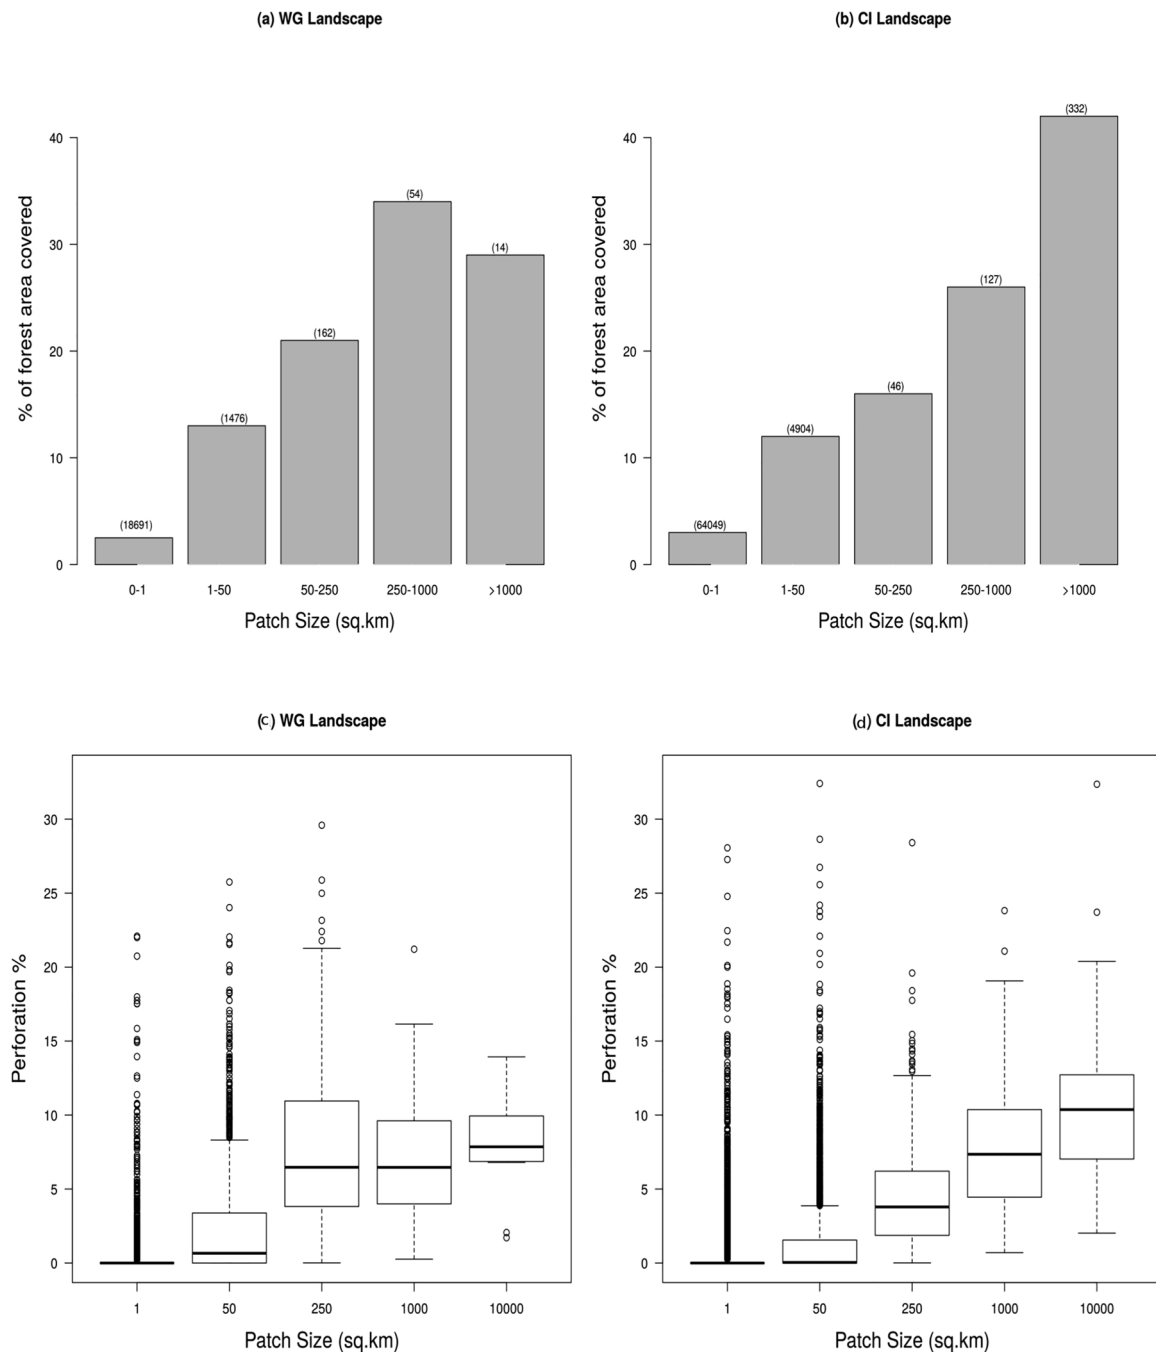 (a) WG Landscape
% of forest area covered
40
30
20
10
0
(18691)
(1476)
(162)
(54)
(14)
0-1 1-50 50-250 250-1000 >1000
Patch Size (sq.km)
(b) CI Landscape
% of forest area covered
40
30
20
10
0
(64049)
(4904)
(46)
(127)
(332)
0-1 1-50 50-250 250-1000 >1000
Patch Size (sq.km)
(c) WG Landscape
Perforation %
30
25
20
15
10
5
0
1 50 250 1000 10000
Patch Size (sq.km)
(d) CI Landscape
Perforation %
30
25
20
15
10
5
0
1 50 250 1000 10000
Patch Size (sq.km)